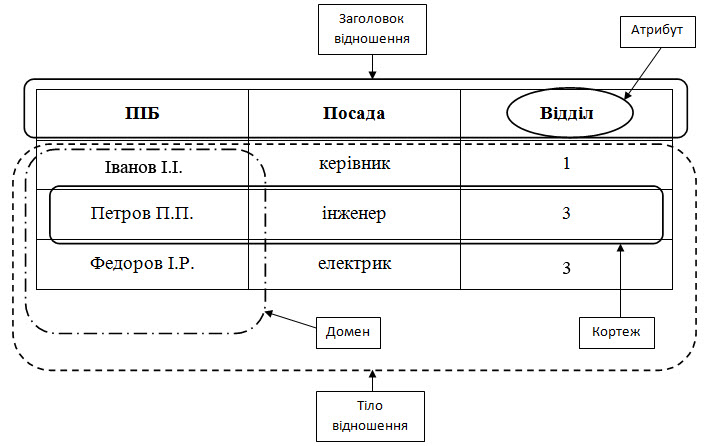 Заголовок
відношення
Атрибут
ПІБ Посада Відділ
Іванов І.І. керівник 1
Петров П.П. інженер 3
Федоров І.Р. електрик 3
Домен
Кортеж
Тіло
відношення